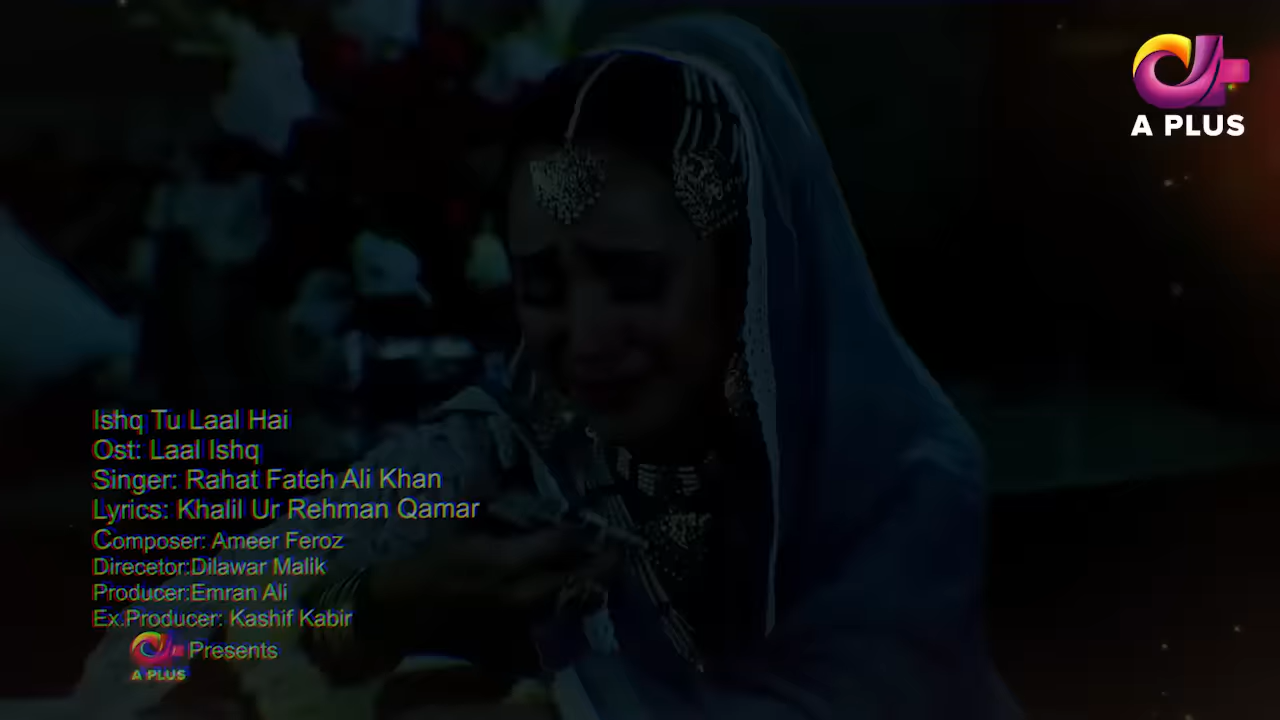 A PLUS
Ishq Tu Laal Hai
Ost: Laal Ishq
Singer: Rahat Fateh Ali Khan
Lyrics: Khalil Ur Rehman Qamar
Composer: Ameer Feroz
Direcetor:Dilawar Malik
Producer:Emran Ali
Ex.Producer: Kashif Kabir
A PLUS Presents